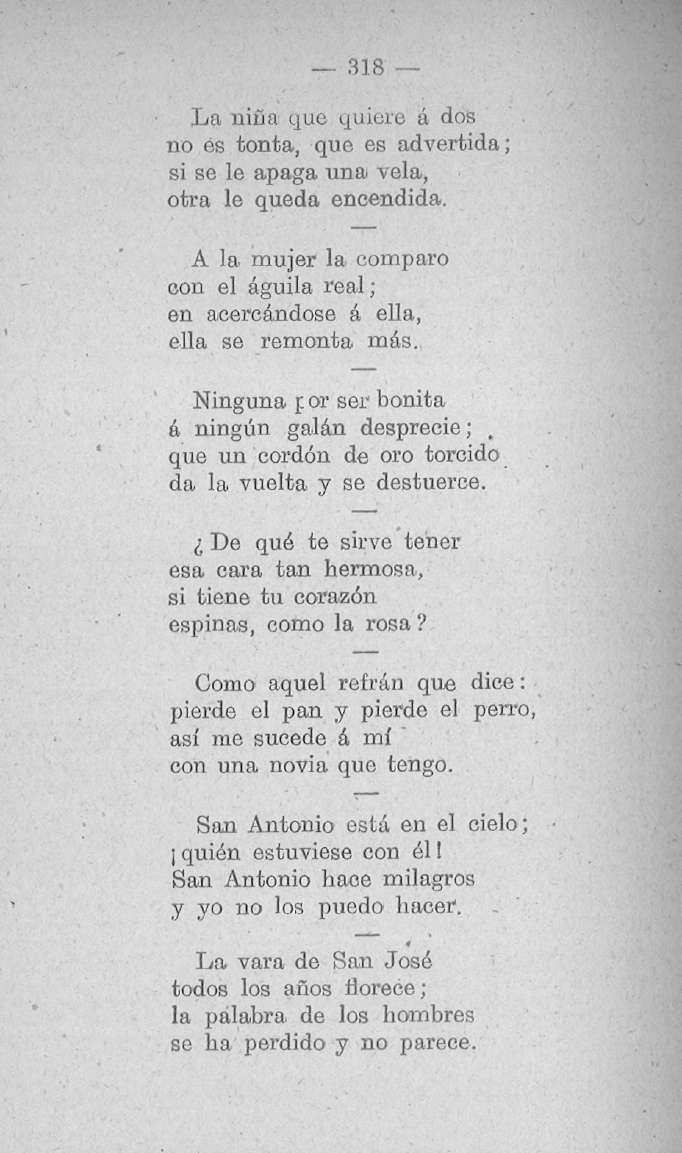 — 318 —
La niña que quiere á dos
no es tonta, que es advertida;
si se le apaga una vela,
otra le queda encendida.
—
A la mujer la comparo
con el águila real;
en acercándose á ella,
ella se remonta más.
—
Ninguna por ser bonita
á ningún galán desprecie;
que un cordón de oro torcido
da la vuelta y se destuerce.
—
¿De qué te sirve tener
esa cara tan hermosa,
si tiene tu corazón
espinas, como la rosa?
—
Como aquel refrán que dice:
pierde el pan y pierde el perro,
así me sucede á mí
con una novia que tengo.
—
San Antonio está en el cielo;
¡quién estuviese con él!
San Antonio hace milagros
y yo no los puedo hacer.
—
La vara de San José
todos los años florece;
la palabra de los hombres
se ha perdido y no parece.